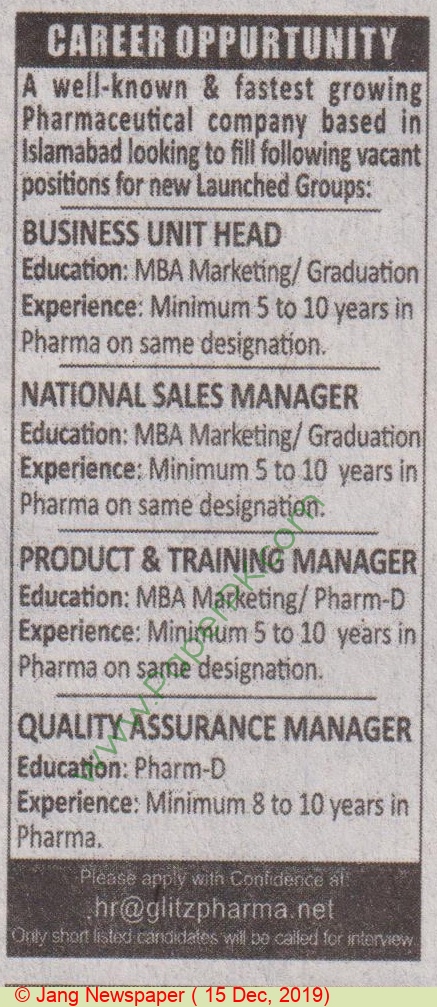 CAREER OPPURTUNITY
A well-known & fastest growing
Pharmaceutical company based in
Islamabad looking to fill following vacant
positions for new Launched Groups:
BUSINESS UNIT HEAD
Education: MBA Marketing/ Graduation
Experience: Minimum 5 to 10 years in
Pharma on same designation.
NATIONAL SALES MANAGER
Education: MBA Marketing/ Graduation
Experience: Minimum 5 to 10 years in
Pharma on same designation.
PRODUCT & TRAINING MANAGER
Education: MBA Marketing/ Pharm-D
Experience: Minimum 5 to 10 years in
Pharma on same designation.
QUALITY ASSURANCE MANAGER
Education: Pharm-D
Experience: Minimum 8 to 10 years in
Pharma.
Please apply with Confidence at:
hr@glitzpharma.net
Only short listed candidates will be called for interview.
www.paperpk.com
© Jang Newspaper ( 15 Dec, 2019)